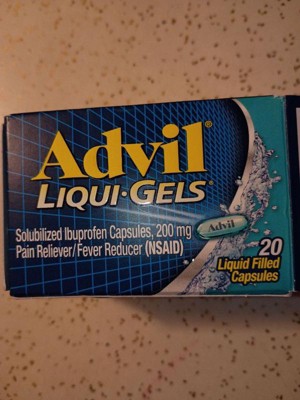 Advil®
LIQUI·GELS®
Solubilized Ibuprofen Capsules, 200 mg
Pain Reliever/Fever Reducer (NSAID)
Advil
20
Liquid Filled
Capsules